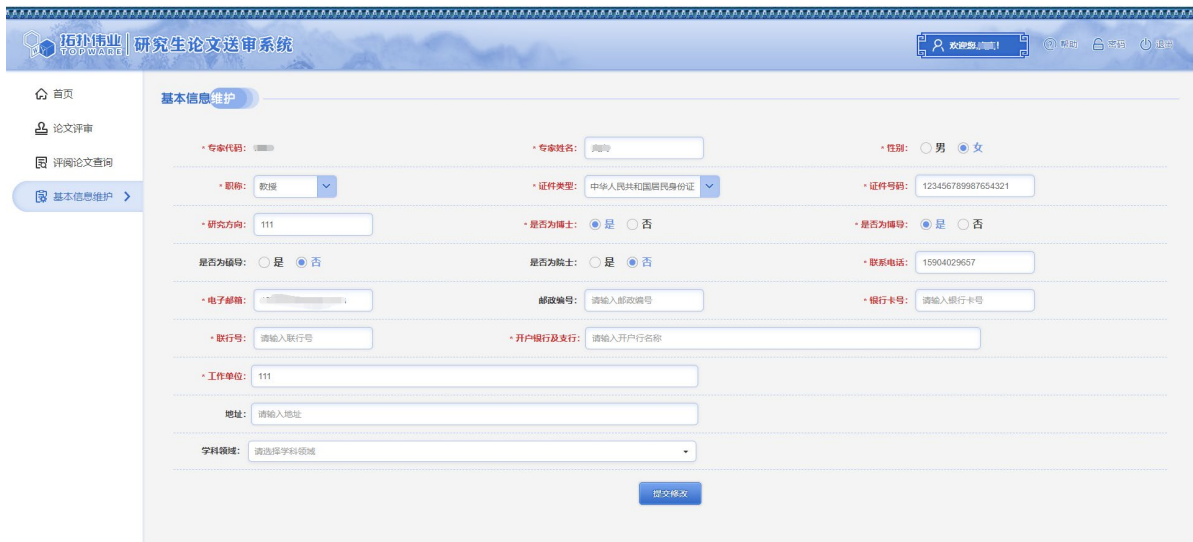 拓扑伟业 研究生论文送审系统 欢迎您, ! 帮助 密码 退出
TOPWARE
首页
论文评审
评阅论文查询
基本信息维护
基本信息维护
* 专家代码: * 专家姓名: * 性别: 男 女
* 职称: 教授 * 证件类型: 中华人民共和国居民身份证 * 证件号码: 123456789987654321
* 研究方向: 111 * 是否为博士: 是 否 * 是否为博导: 是 否
是否为硕导: 是 否 是否为院士: 是 否 * 联系电话: 15904029657
* 电子邮箱: 邮政编号: 请输入邮政编号 * 银行卡号: 请输入银行卡号
* 联行号: 请输入联行号 * 开户银行及支行: 请输入开户行名称
* 工作单位: 111
地址: 请输入地址
学科领域: 请选择学科领域
提交修改